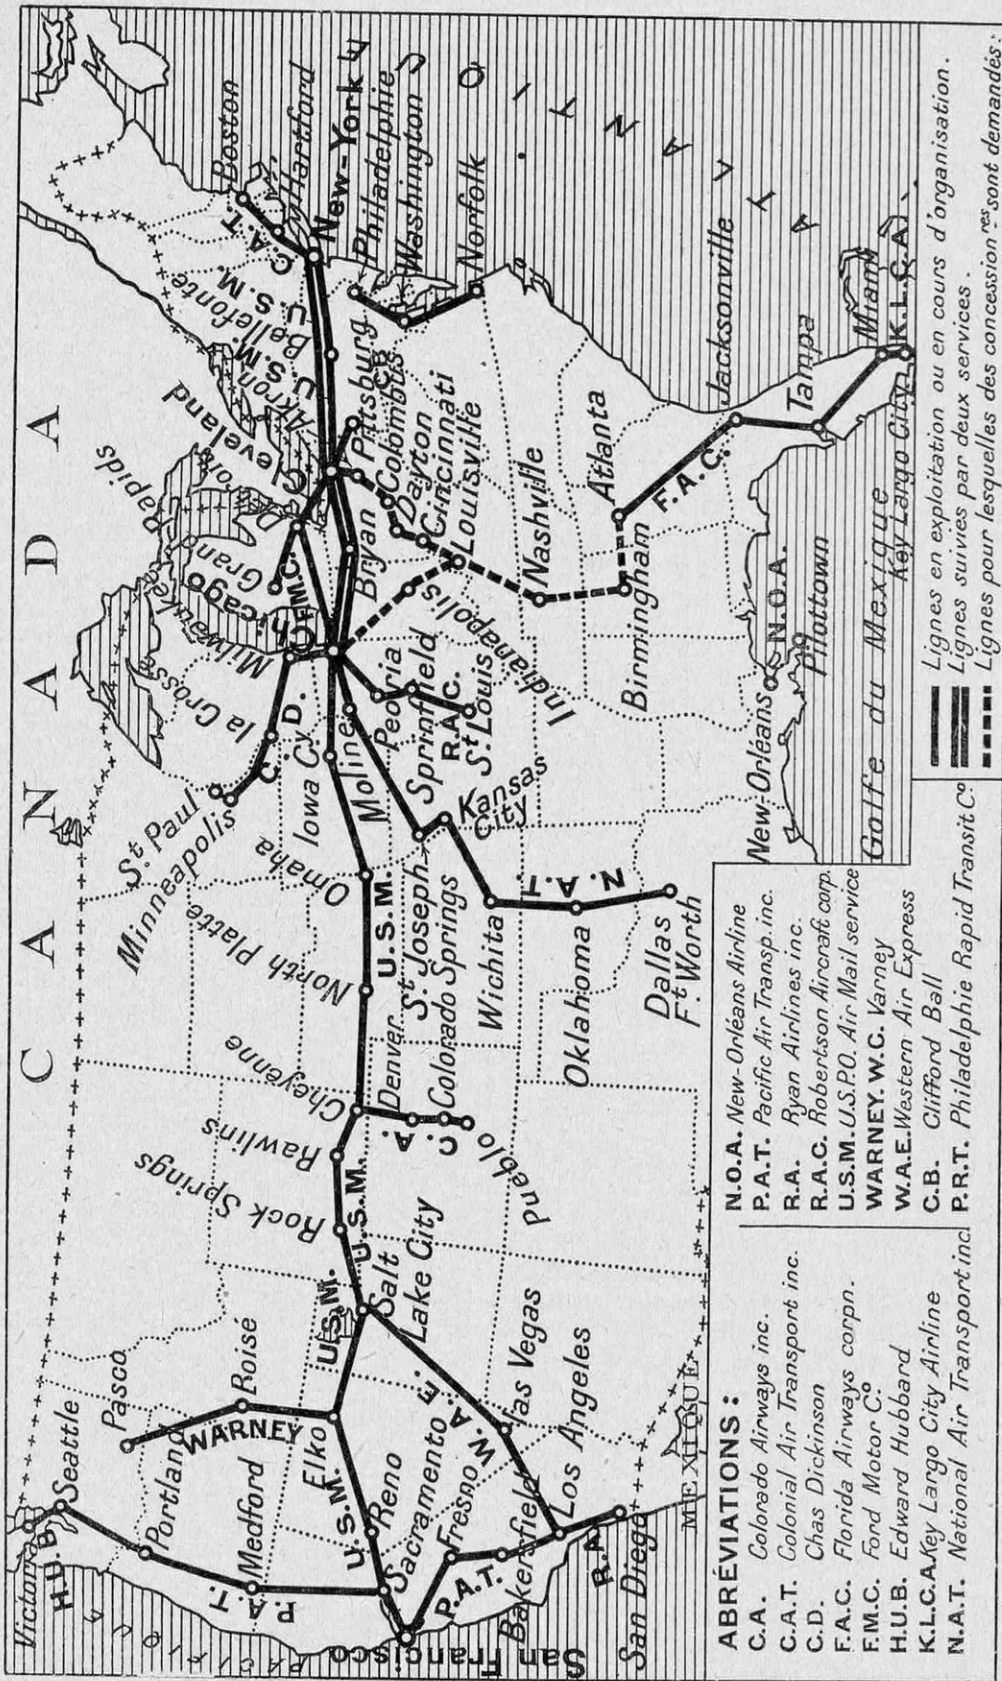 CANADA
Victoria
H.U.B.
Seattle
Pasco
Portland
Medford
P.A.T.
WARNEY
Boise
Elko
U.S.M.
Reno
Sacramento
San Francisco
Fresno
P.A.T.
Bakersfield
W.A.E.
Las Vegas
Los Angeles
R.A.
San Diego
MEXIQUE
PACIFIQUE
U.S.M.
Salt
Lake City
U.S.M.
Rock Springs
Rawlins
Cheyenne
Denver
C.A.
Colorado Springs
Pueblo
North Platte
U.S.M.
Omaha
Iowa Cy
Moline
St Joseph
Kansas
City
Wichita
N.A.T.
Oklahoma
Dallas
Ft Worth
Minneapolis
St Paul
C.D.
la Cross
Milwaukee
Chicago
F.M.C.
Grand Rapids
Peoria
Springfield
R.A.C.
St Louis
Indianapolis
Bryan
Cleveland
Akron
Pittsburg
C.B.
Columbus
Dayton
Cincinnati
Louisville
Nashville
Birmingham
Atlanta
F.A.C.
Jacksonville
Tampa
Miami
K.L.C.A.
Key Largo City
U.S.M.
Bellefonte
U.S.M.
C.A.T.
Boston
Hartford
New-York
Philadelphie
Washington
Norfolk
New-Orléans
N.O.A.
Pilottown
Golfe du Mexique
ABRÉVIATIONS :
C.A. Colorado Airways inc.
C.A.T. Colonial Air Transport inc.
C.D. Chas Dickinson
F.A.C. Florida Airways corpn.
F.M.C. Ford Motor Co.
H.U.B. Edward Hubbard
K.L.C.A. Key Largo City Airline
N.A.T. National Air Transport inc.
N.O.A. New-Orléans Airline
P.A.T. Pacific Air Transp. inc.
R.A. Ryan Airlines inc.
R.A.C. Robertson Aircraft corp.
U.S.M. U.S.P.O. Air Mail service
WARNEY. W.C. Varney
W.A.E. Western Air Express
C.B. Clifford Ball
P.R.T. Philadelphie Rapid Transit Co
Lignes en exploitation ou en cours d'organisation.
Lignes suivies par deux services.
Lignes pour lesquelles des concession res sont demandés: